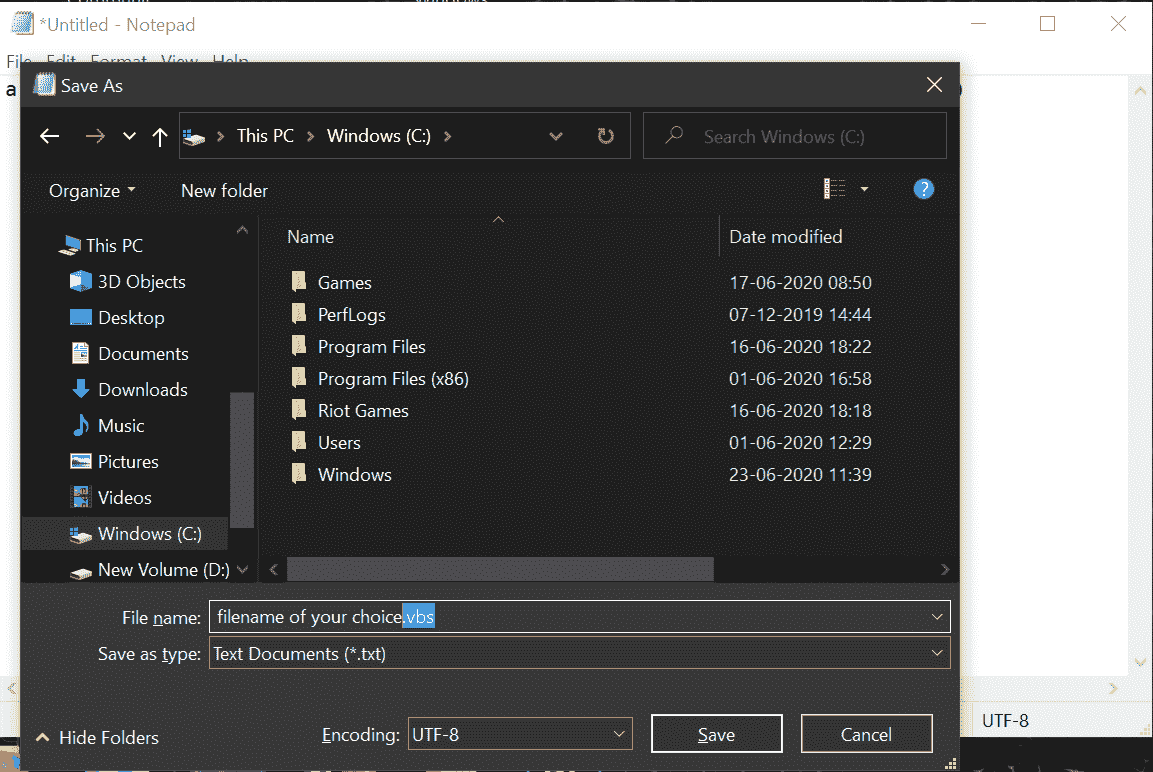 *Untitled - Notepad
File Edit Format View Help
a
Save As
This PC > Windows (C:) >
Search Windows (C:)
Organize
New folder
Name
Date modified
This PC
3D Objects
Desktop
Documents
Downloads
Music
Pictures
Videos
Windows (C:)
New Volume (D:)
Games 17-06-2020 08:50
PerfLogs 07-12-2019 14:44
Program Files 16-06-2020 18:22
Program Files (x86) 01-06-2020 16:58
Riot Games 16-06-2020 18:18
Users 01-06-2020 12:29
Windows 23-06-2020 11:39
File name: filename of your choice.vbs
Save as type: Text Documents (*.txt)
Hide Folders
Encoding: UTF-8
Save
Cancel
UTF-8